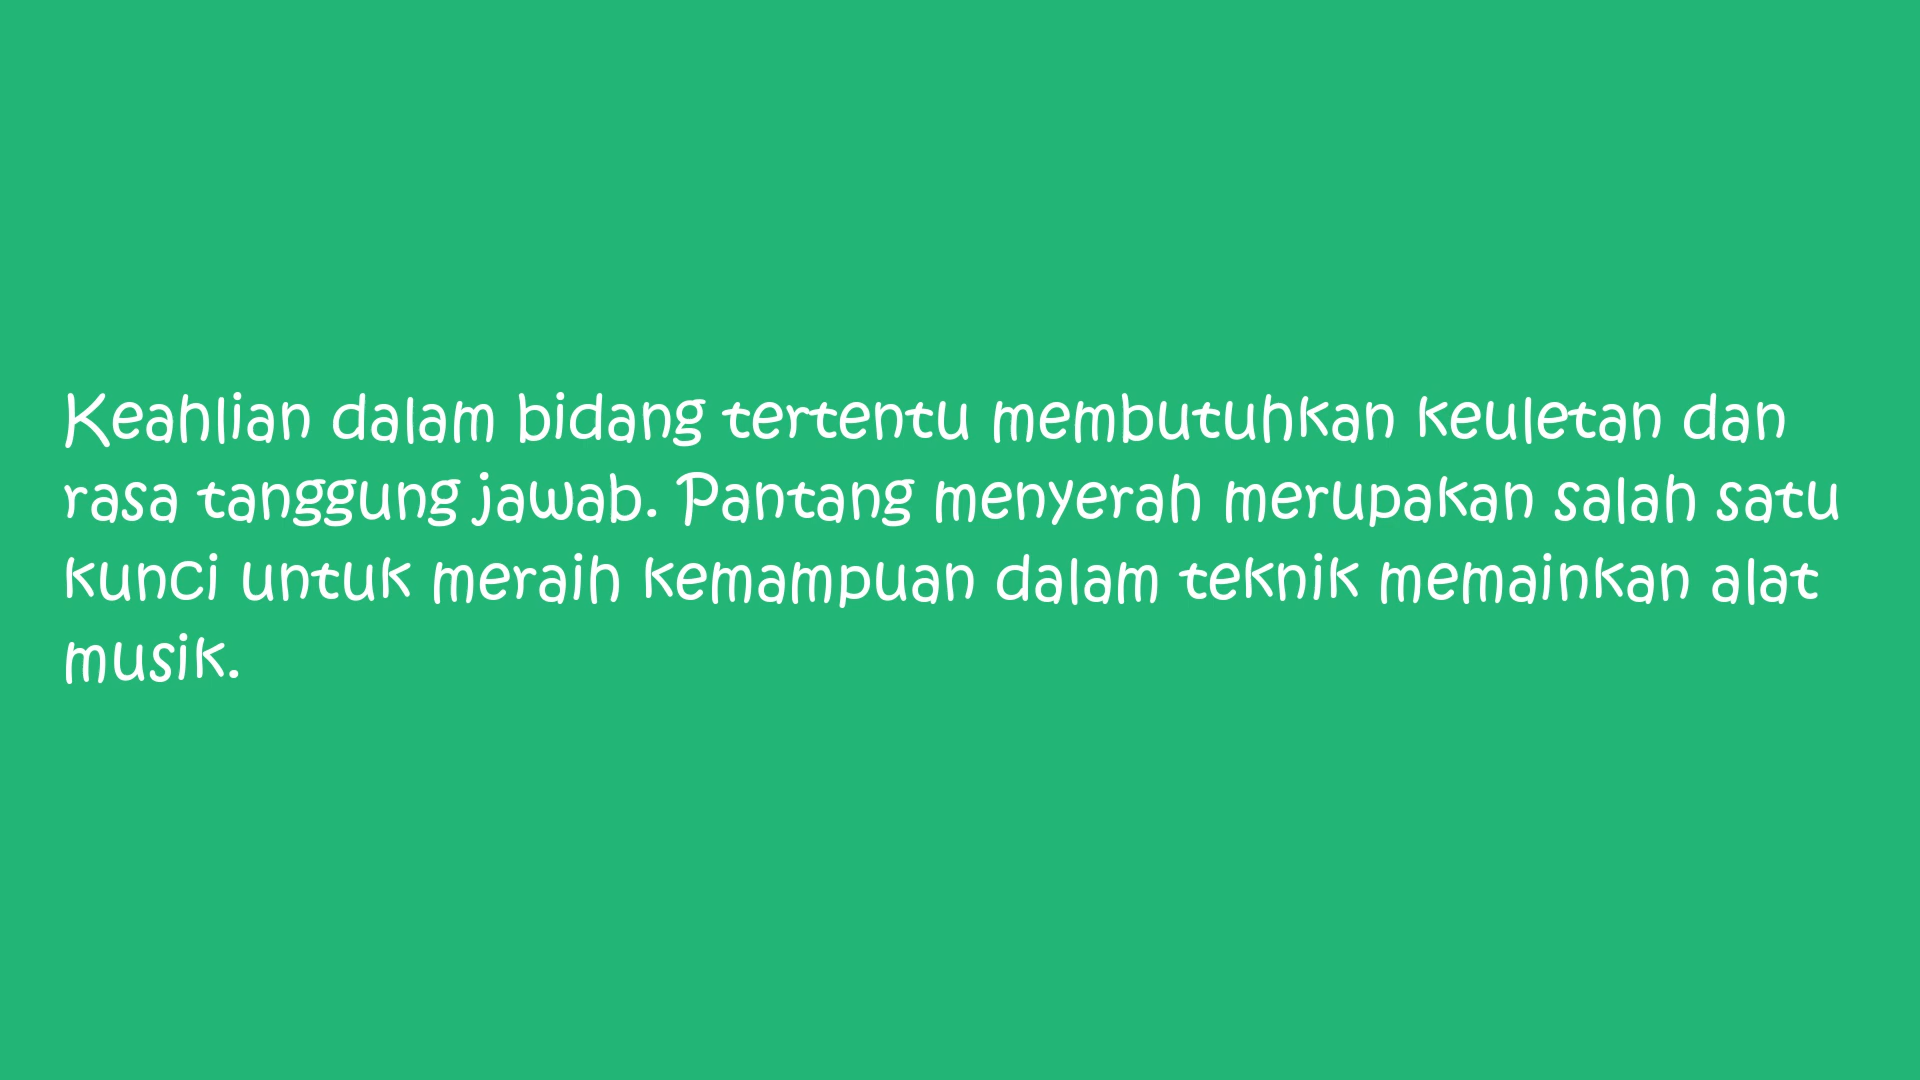 Keahlian dalam bidang tertentu membutuhkan keuletan dan
rasa tanggung jawab. Pantang menyerah merupakan salah satu
kunci untuk meraih kemampuan dalam teknik memainkan alat
musik.